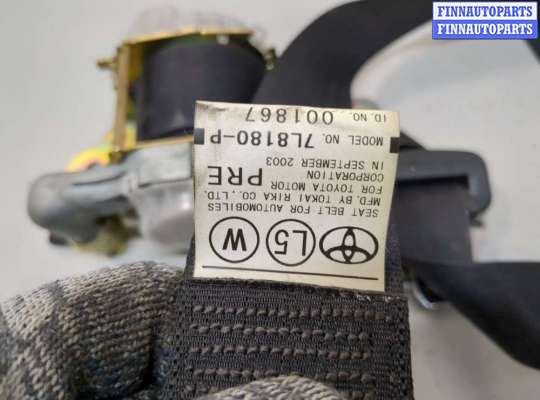 FINNAUTOPARTS
FINNAUTOPARTS
L5 W
SEAT BELT FOR AUTOMOBILES
MFD. BY TOKAI RIKA CO., LTD.
FOR TOYOTA MOTOR
CORPORATION PRE
IN SEPTEMBER 2003
MODEL NO. 7L8180-P
I D. NO. 001867